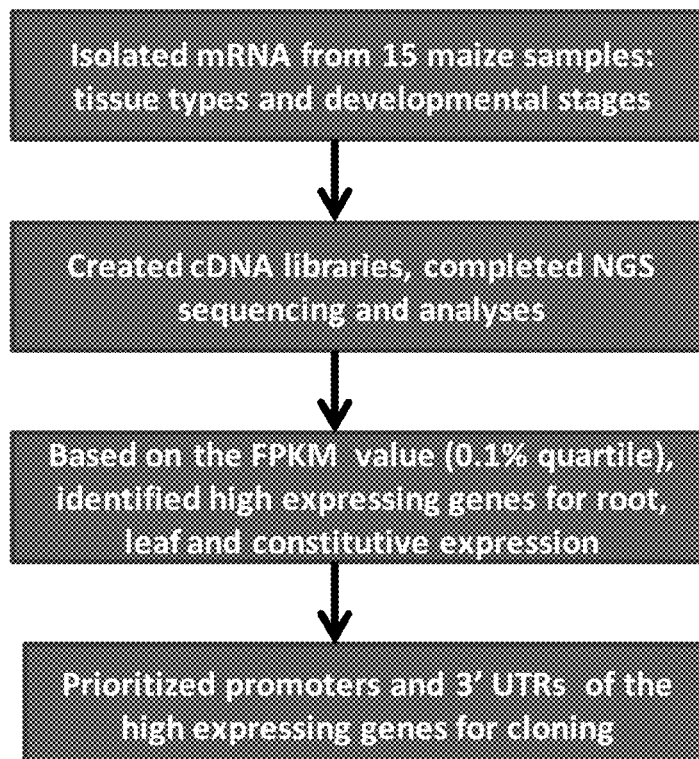 Isolated mRNA from 15 maize samples:
tissue types and developmental stages
Created cDNA libraries, completed NGS
sequencing and analyses
Based on the FPKM value (0.1% quartile),
identified high expressing genes for root,
leaf and constitutive expression
Prioritized promoters and 3' UTRs of the
high expressing genes for cloning